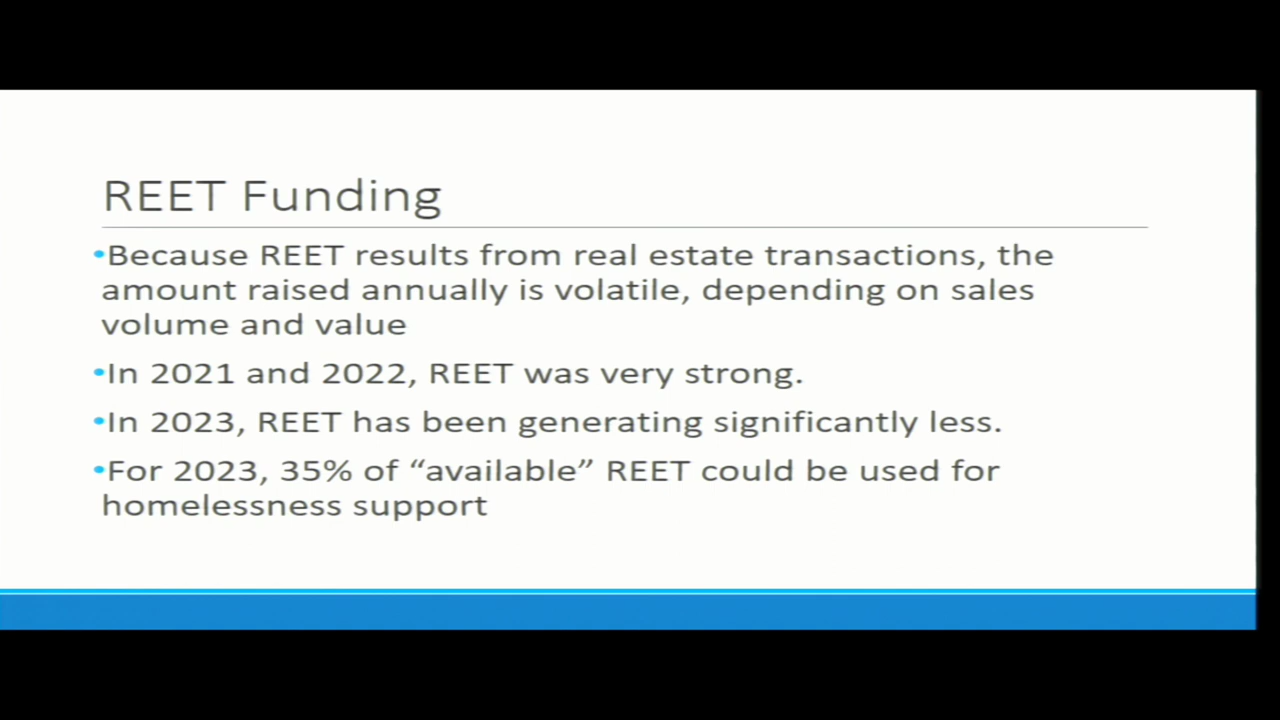 REET Funding
•Because REET results from real estate transactions, the
amount raised annually is volatile, depending on sales
volume and value
•In 2021 and 2022, REET was very strong.
•In 2023, REET has been generating significantly less.
•For 2023, 35% of “available” REET could be used for
homelessness support